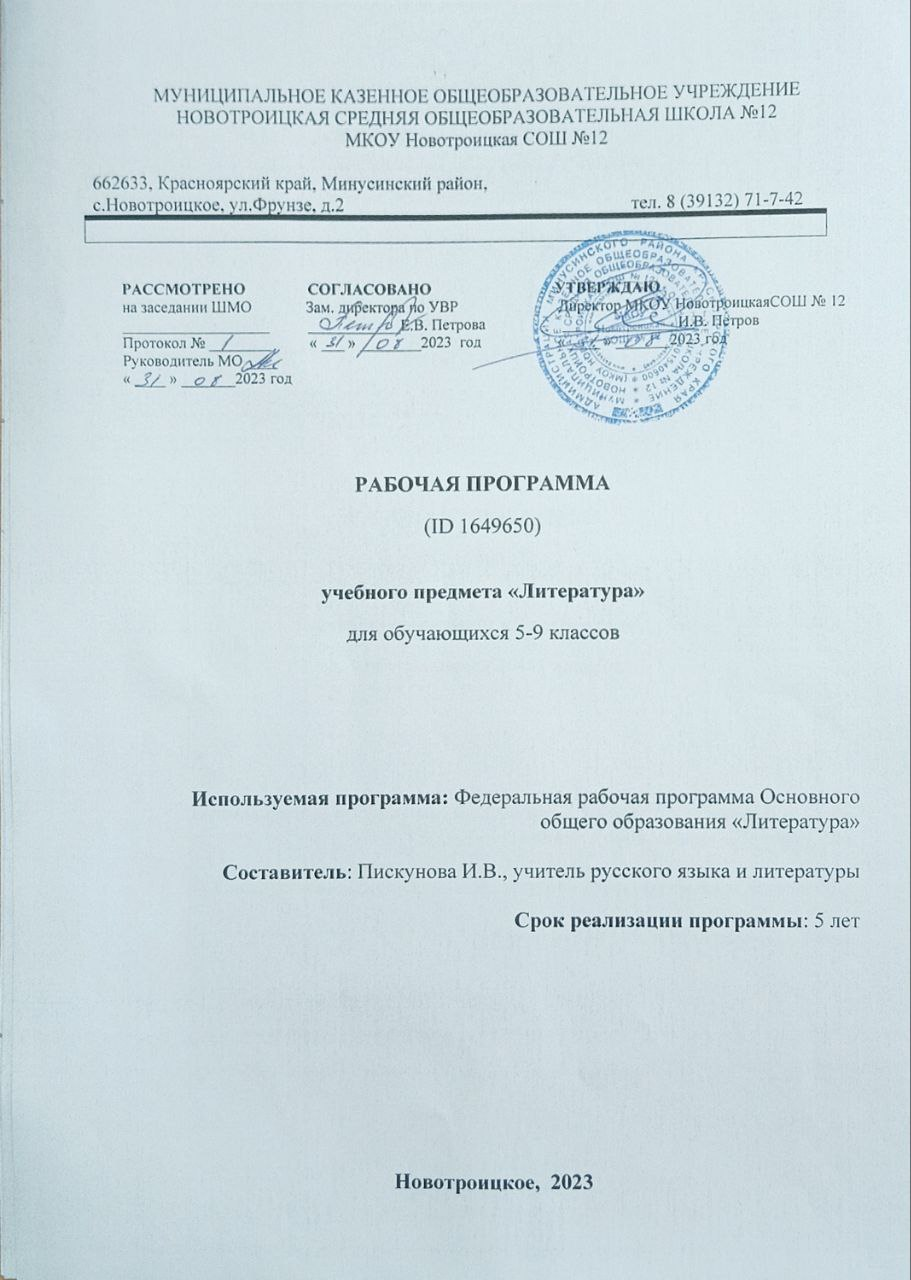 МУНИЦИПАЛЬНОЕ КАЗЕННОЕ ОБЩЕОБРАЗОВАТЕЛЬНОЕ УЧРЕЖДЕНИЕ
НОВОТРОИЦКАЯ СРЕДНЯЯ ОБЩЕОБРАЗОВАТЕЛЬНАЯ ШКОЛА №12
МКОУ Новотроицкая СОШ №12
662633, Красноярский край, Минусинский район,
с.Новотроицкое, ул.Фрунзе, д.2 тел. 8 (39132) 71-7-42
РАССМОТРЕНО
на заседании ШМО
Протокол № 1
Руководитель МО
« 31 » 08 2023 год
СОГЛАСОВАНО
Зам. директора по УВР
Е.В. Петрова
« 31 » 08 2023 год
УТВЕРЖДАЮ
Директор МКОУ НовотроицкаяСОШ № 12
И.В. Петров
« 31 » 08 2023 год
РАБОЧАЯ ПРОГРАММА
(ID 1649650)
учебного предмета «Литература»
для обучающихся 5-9 классов
Используемая программа: Федеральная рабочая программа Основного
общего образования «Литература»
Составитель: Пискунова И.В., учитель русского языка и литературы
Срок реализации программы: 5 лет
Новотроицкое, 2023